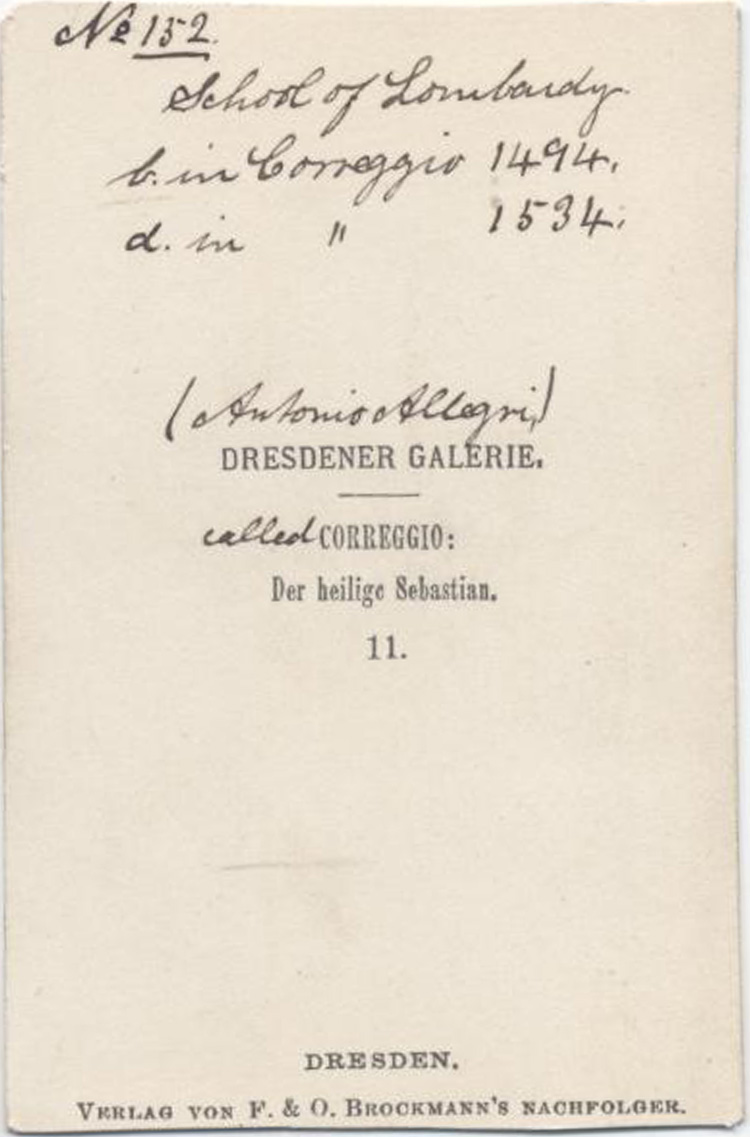 No 152.
School of Lombardy.
b. in Correggio 1494.
d. in " 1534.
(Antonio Allegri)
DRESDENER GALERIE.
called CORREGGIO:
Der heilige Sebastian.
11.
DRESDEN.
VERLAG VON F. & O. BROCKMANN'S NACHFOLGER.